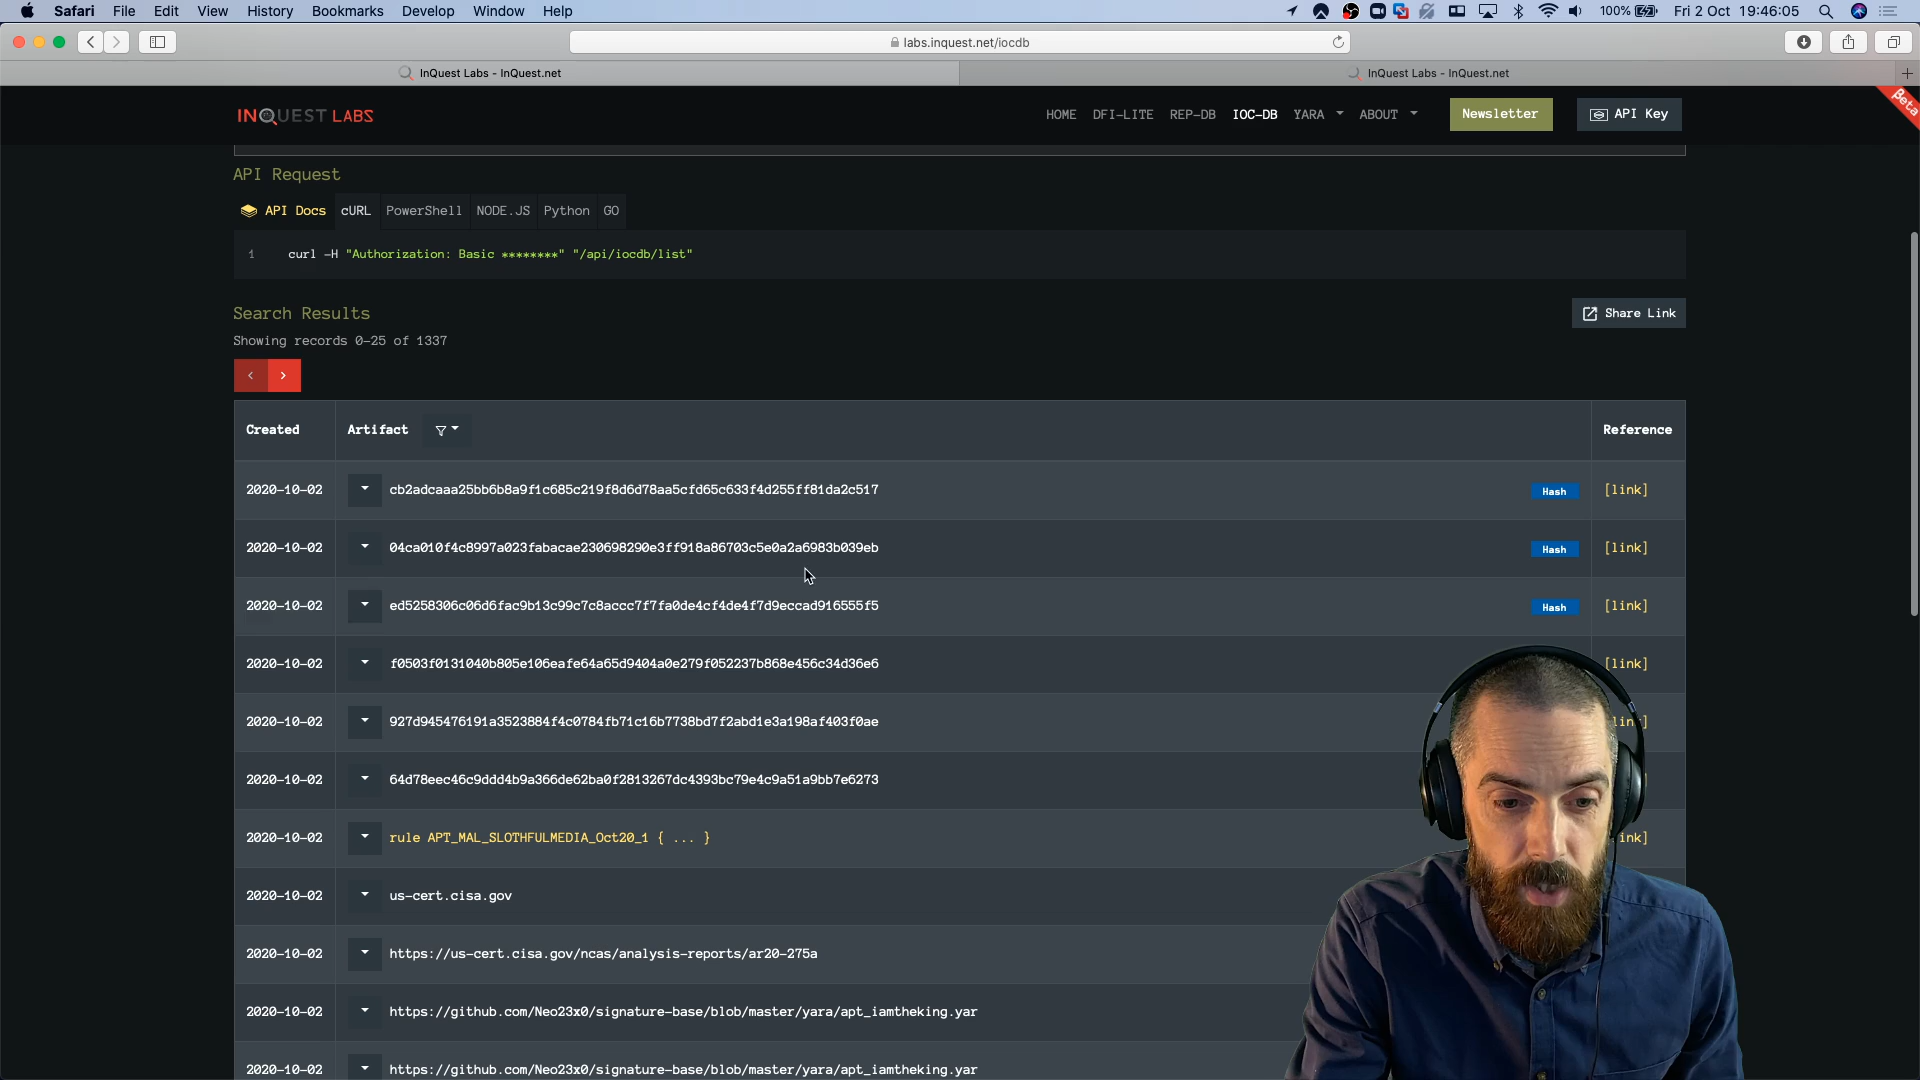 Safari File Edit View History Bookmarks Develop Window Help 100% Fri 2 Oct 19:46:05
labs.inquest.net/iocdb
InQuest Labs - InQuest.net InQuest Labs - InQuest.net
INQUEST LABS HOME DFI-LITE REP-DB IOC-DB YARA ABOUT Newsletter API Key Beta
API Request
API Docs cURL PowerShell NODE.JS Python GO
1 curl -H "Authorization: Basic ********" "/api/iocdb/list"
Search Results Share Link
Showing records 0-25 of 1337
Created Artifact Reference
2020-10-02 cb2adcaaa25bb6b8a9f1c685c219f8d6d78aa5cfd65c633f4d255ff81da2c517 Hash [link]
2020-10-02 04ca010f4c8997a023fabacae230698290e3ff918a86703c5e0a2a6983b039eb Hash [link]
2020-10-02 ed5258306c06d6fac9b13c99c7c8accc7f7fa0de4cf4de4f7d9eccad916555f5 Hash [link]
2020-10-02 f0503f0131040b805e106eafe64a65d9404a0e279f052237b868e456c34d36e6 [link]
2020-10-02 927d945476191a3523884f4c0784fb71c16b7738bd7f2abd1e3a198af403f0ae
2020-10-02 64d78eec46c9ddd4b9a366de62ba0f2813267dc4393bc79e4c9a51a9bb7e6273
2020-10-02 rule APT_MAL_SLOTHFULMEDIA_Oct20_1 { ... } ink]
2020-10-02 us-cert.cisa.gov
2020-10-02 https://us-cert.cisa.gov/ncas/analysis-reports/ar20-275a
2020-10-02 https://github.com/Neo23x0/signature-base/blob/master/yara/apt_iamtheking.yar
2020-10-02 https://github.com/Neo23x0/signature-base/blob/master/yara/apt_iamtheking.yar